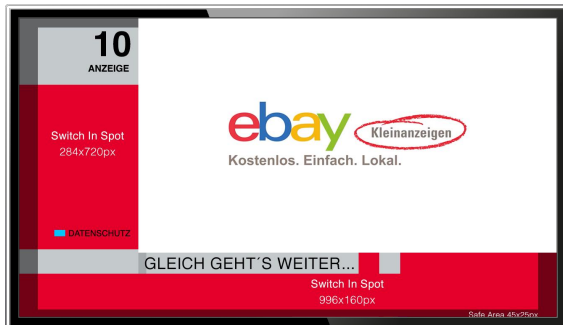 10
ANZEIGE
Switch In Spot
284x720px
DATENSCHUTZ
ebay
Kleinanzeigen
Kostenlos. Einfach. Lokal.
GLEICH GEHT´S WEITER...
Switch In Spot
996x160px
Safe Area 45x25px